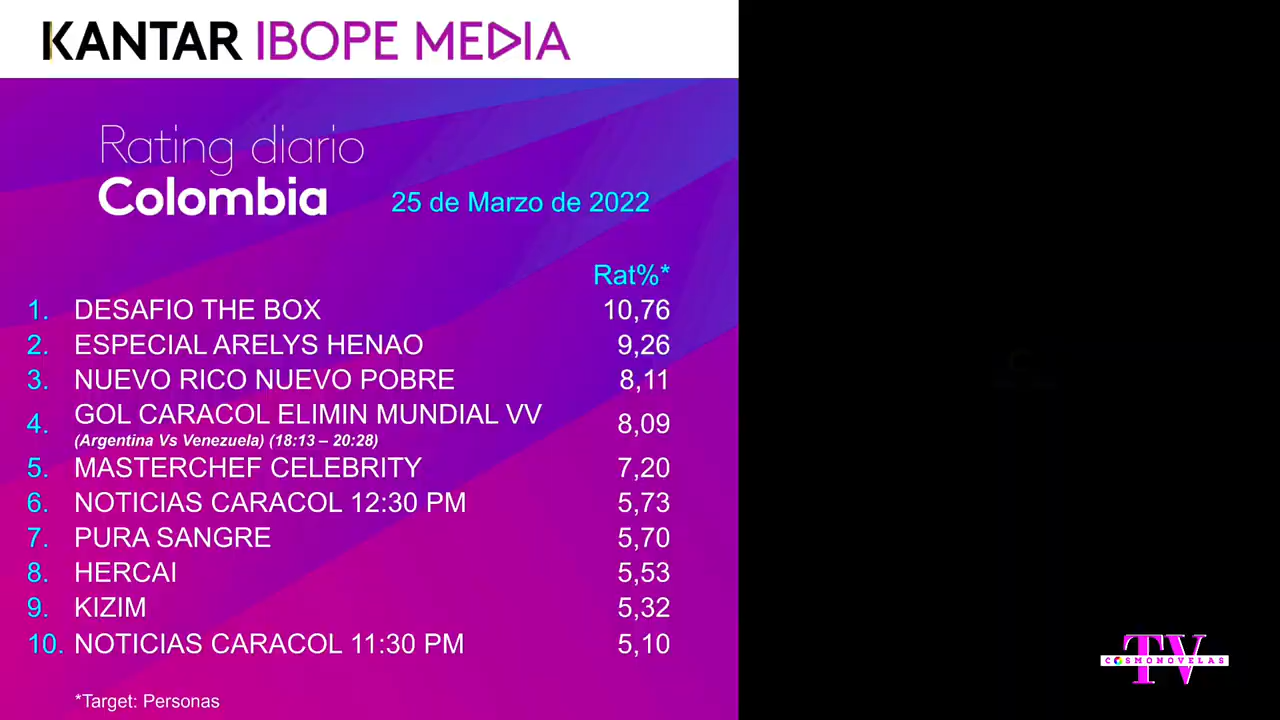 KANTAR IBOPE MEDIA
Rating diario
Colombia
25 de Marzo de 2022
Rat%*
1. DESAFIO THE BOX 10,76
2. ESPECIAL ARELYS HENAO 9,26
3. NUEVO RICO NUEVO POBRE 8,11
4. GOL CARACOL ELIMIN MUNDIAL VV 8,09
(Argentina Vs Venezuela) (18:13 – 20:28)
5. MASTERCHEF CELEBRITY 7,20
6. NOTICIAS CARACOL 12:30 PM 5,73
7. PURA SANGRE 5,70
8. HERCAI 5,53
9. KIZIM 5,32
10. NOTICIAS CARACOL 11:30 PM 5,10
*Target: Personas
TV
COSMONOVELAS